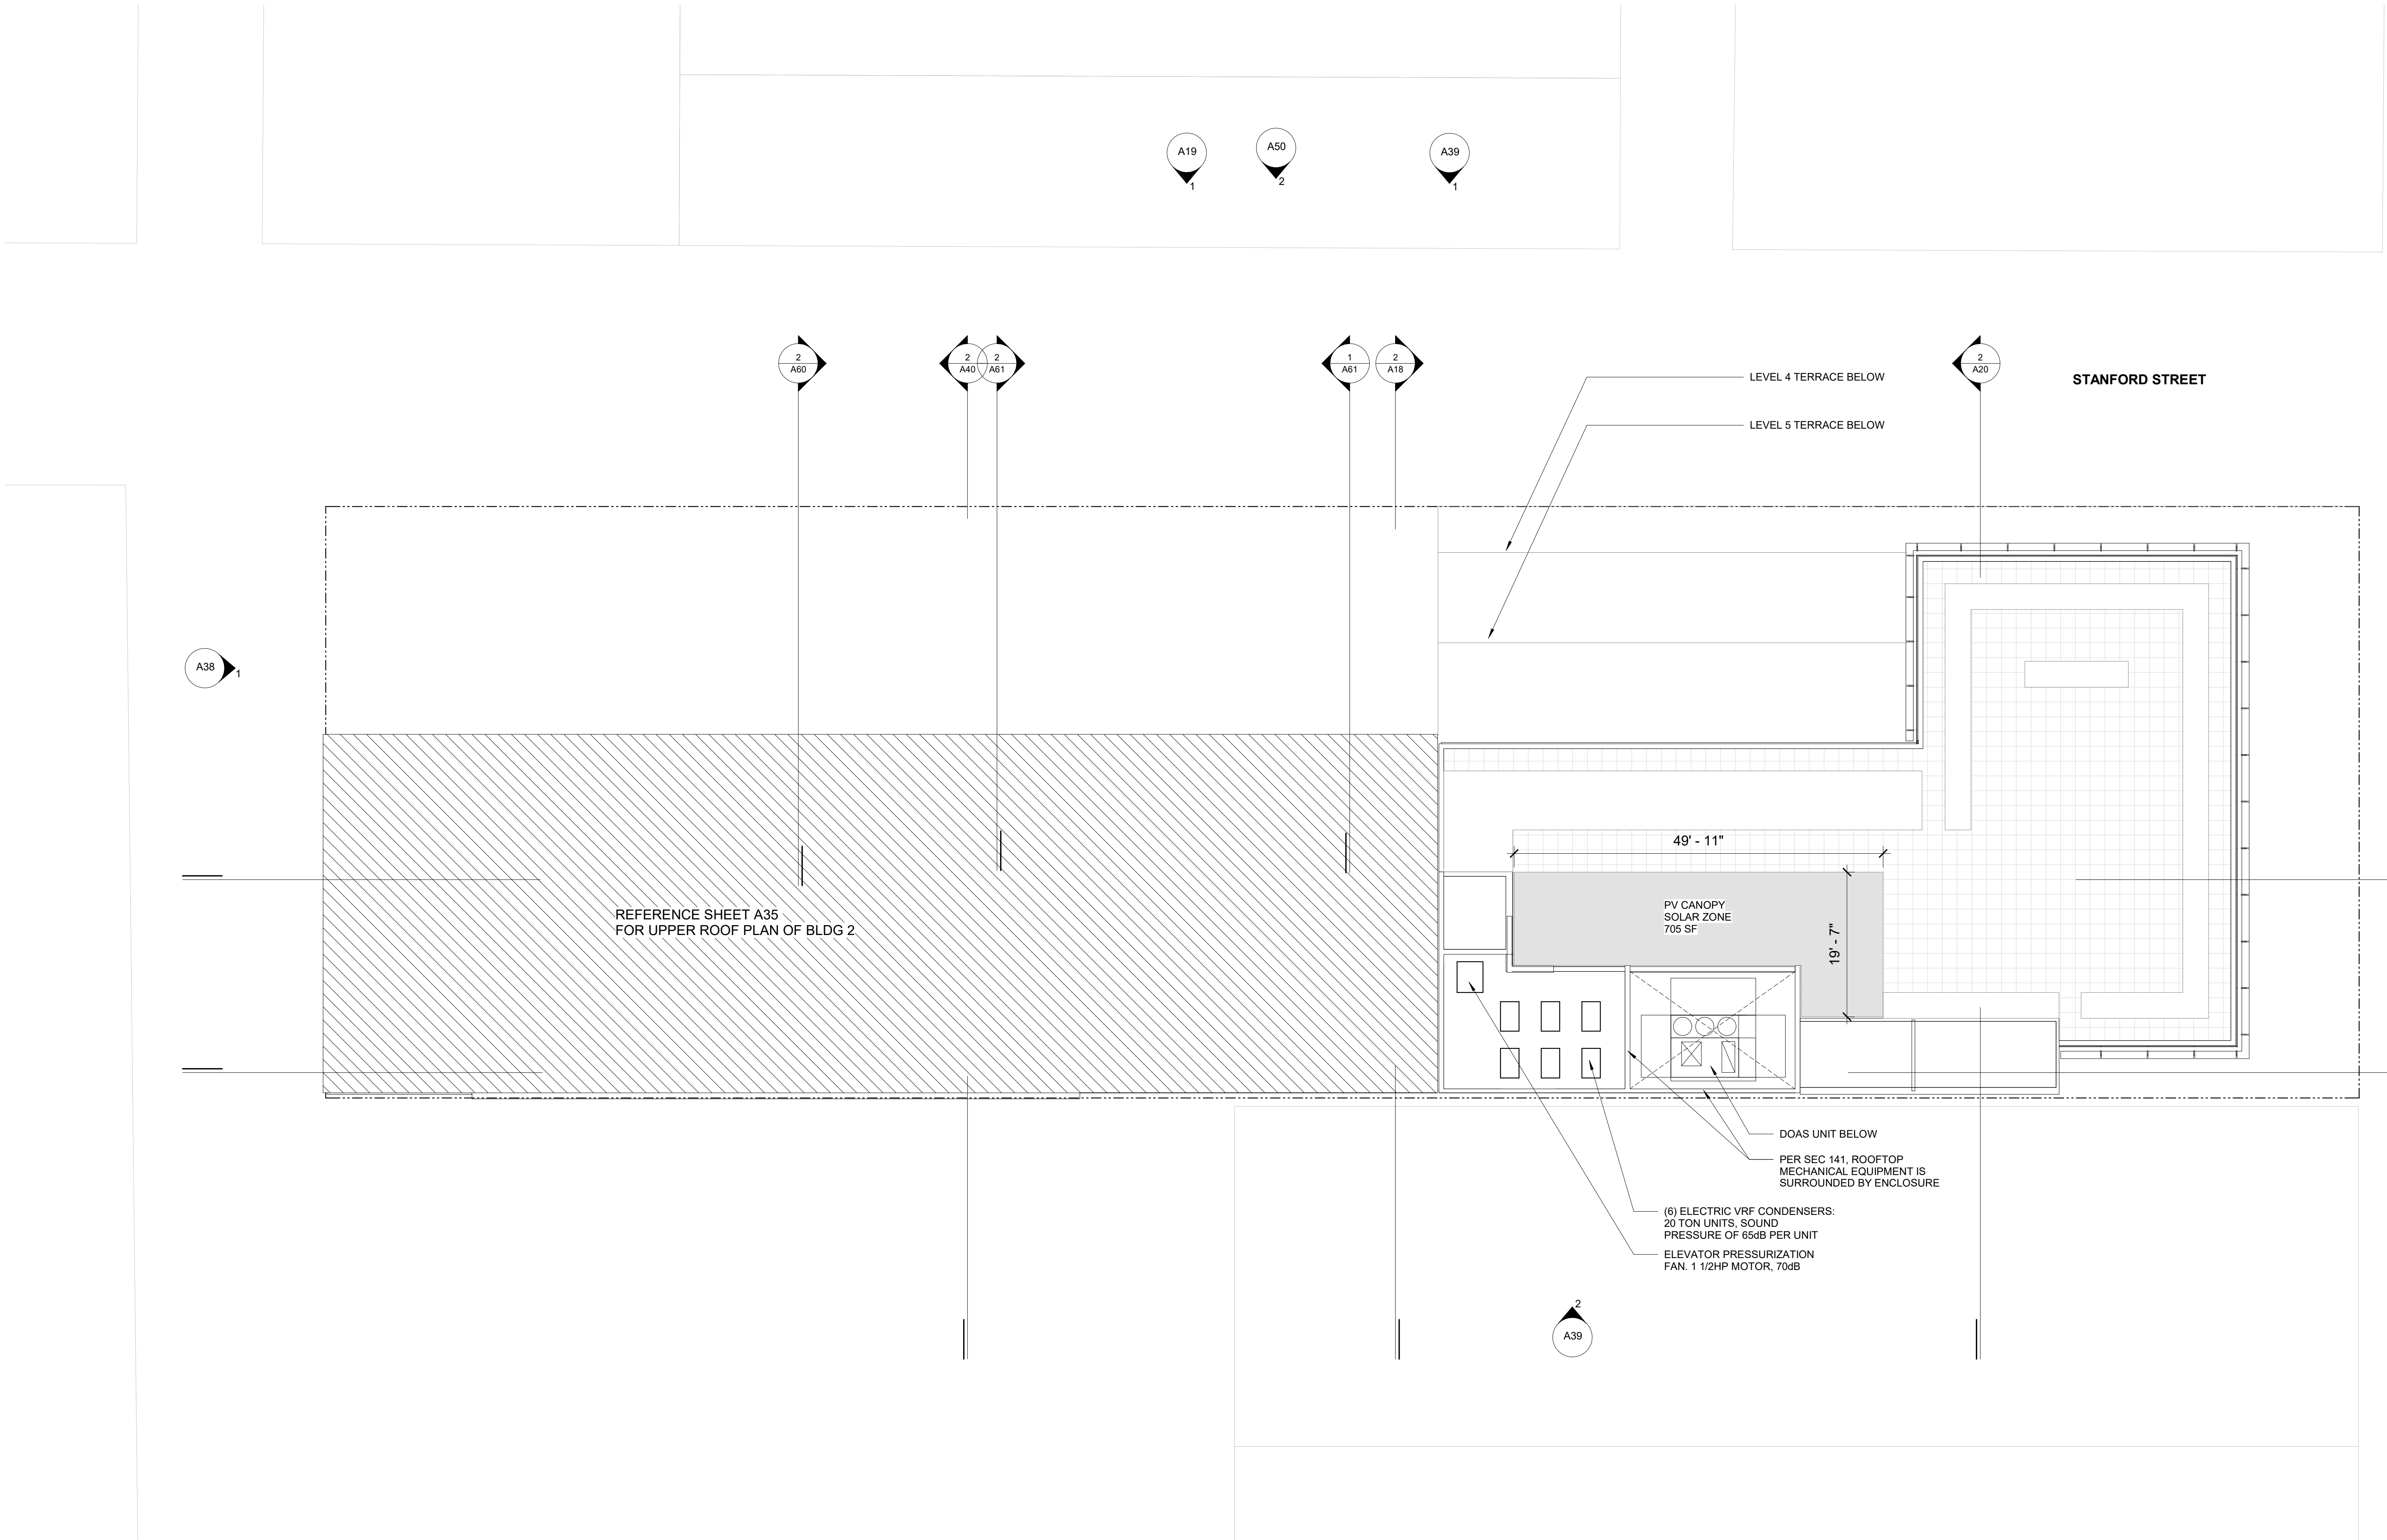 A19
1
A50
2
A39
1
2
A60
2
A40
2
A61
1
A61
2
A18
2
A20
STANFORD STREET
LEVEL 4 TERRACE BELOW
LEVEL 5 TERRACE BELOW
A38
1
49' - 11"
PV CANOPY
SOLAR ZONE
705 SF
19' - 7"
REFERENCE SHEET A35
FOR UPPER ROOF PLAN OF BLDG 2
DOAS UNIT BELOW
PER SEC 141, ROOFTOP
MECHANICAL EQUIPMENT IS
SURROUNDED BY ENCLOSURE
(6) ELECTRIC VRF CONDENSERS:
20 TON UNITS, SOUND
PRESSURE OF 65dB PER UNIT
ELEVATOR PRESSURIZATION
FAN. 1 1/2HP MOTOR, 70dB
2
A39